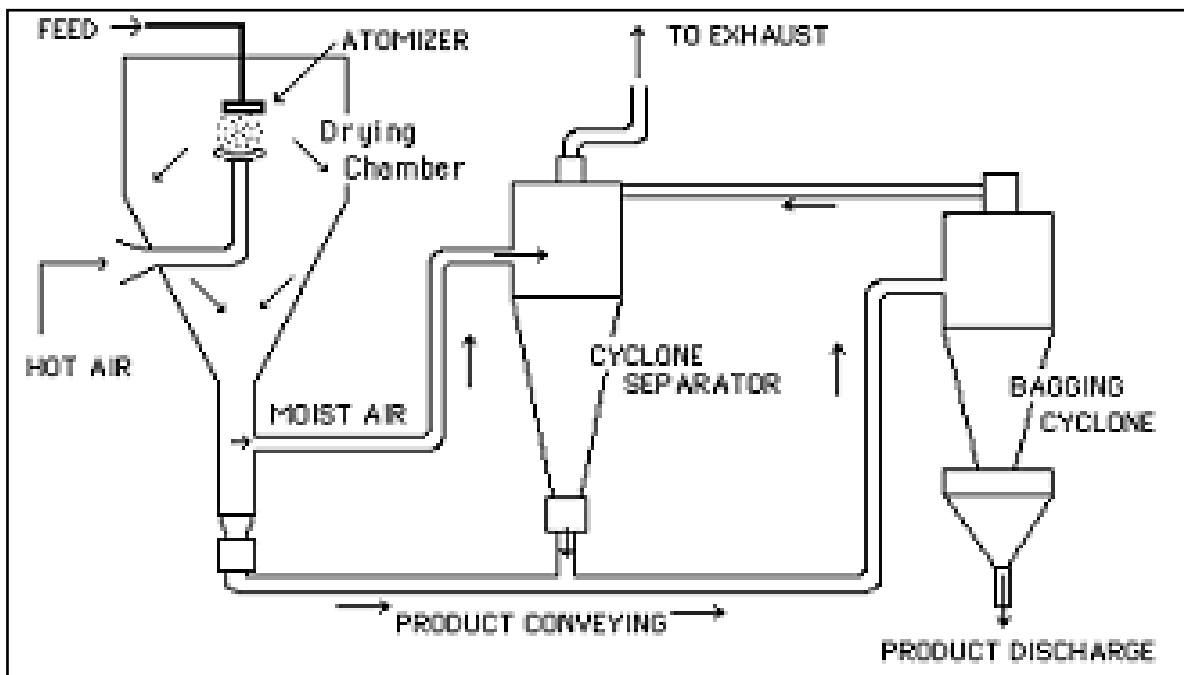 FEED
ATOMIZER
TO EXHAUST
Drying
Chamber
HOT AIR
MOIST AIR
CYCLONE
SEPARATOR
BAGGING
CYCLONE
PRODUCT CONVEYING
PRODUCT DISCHARGE